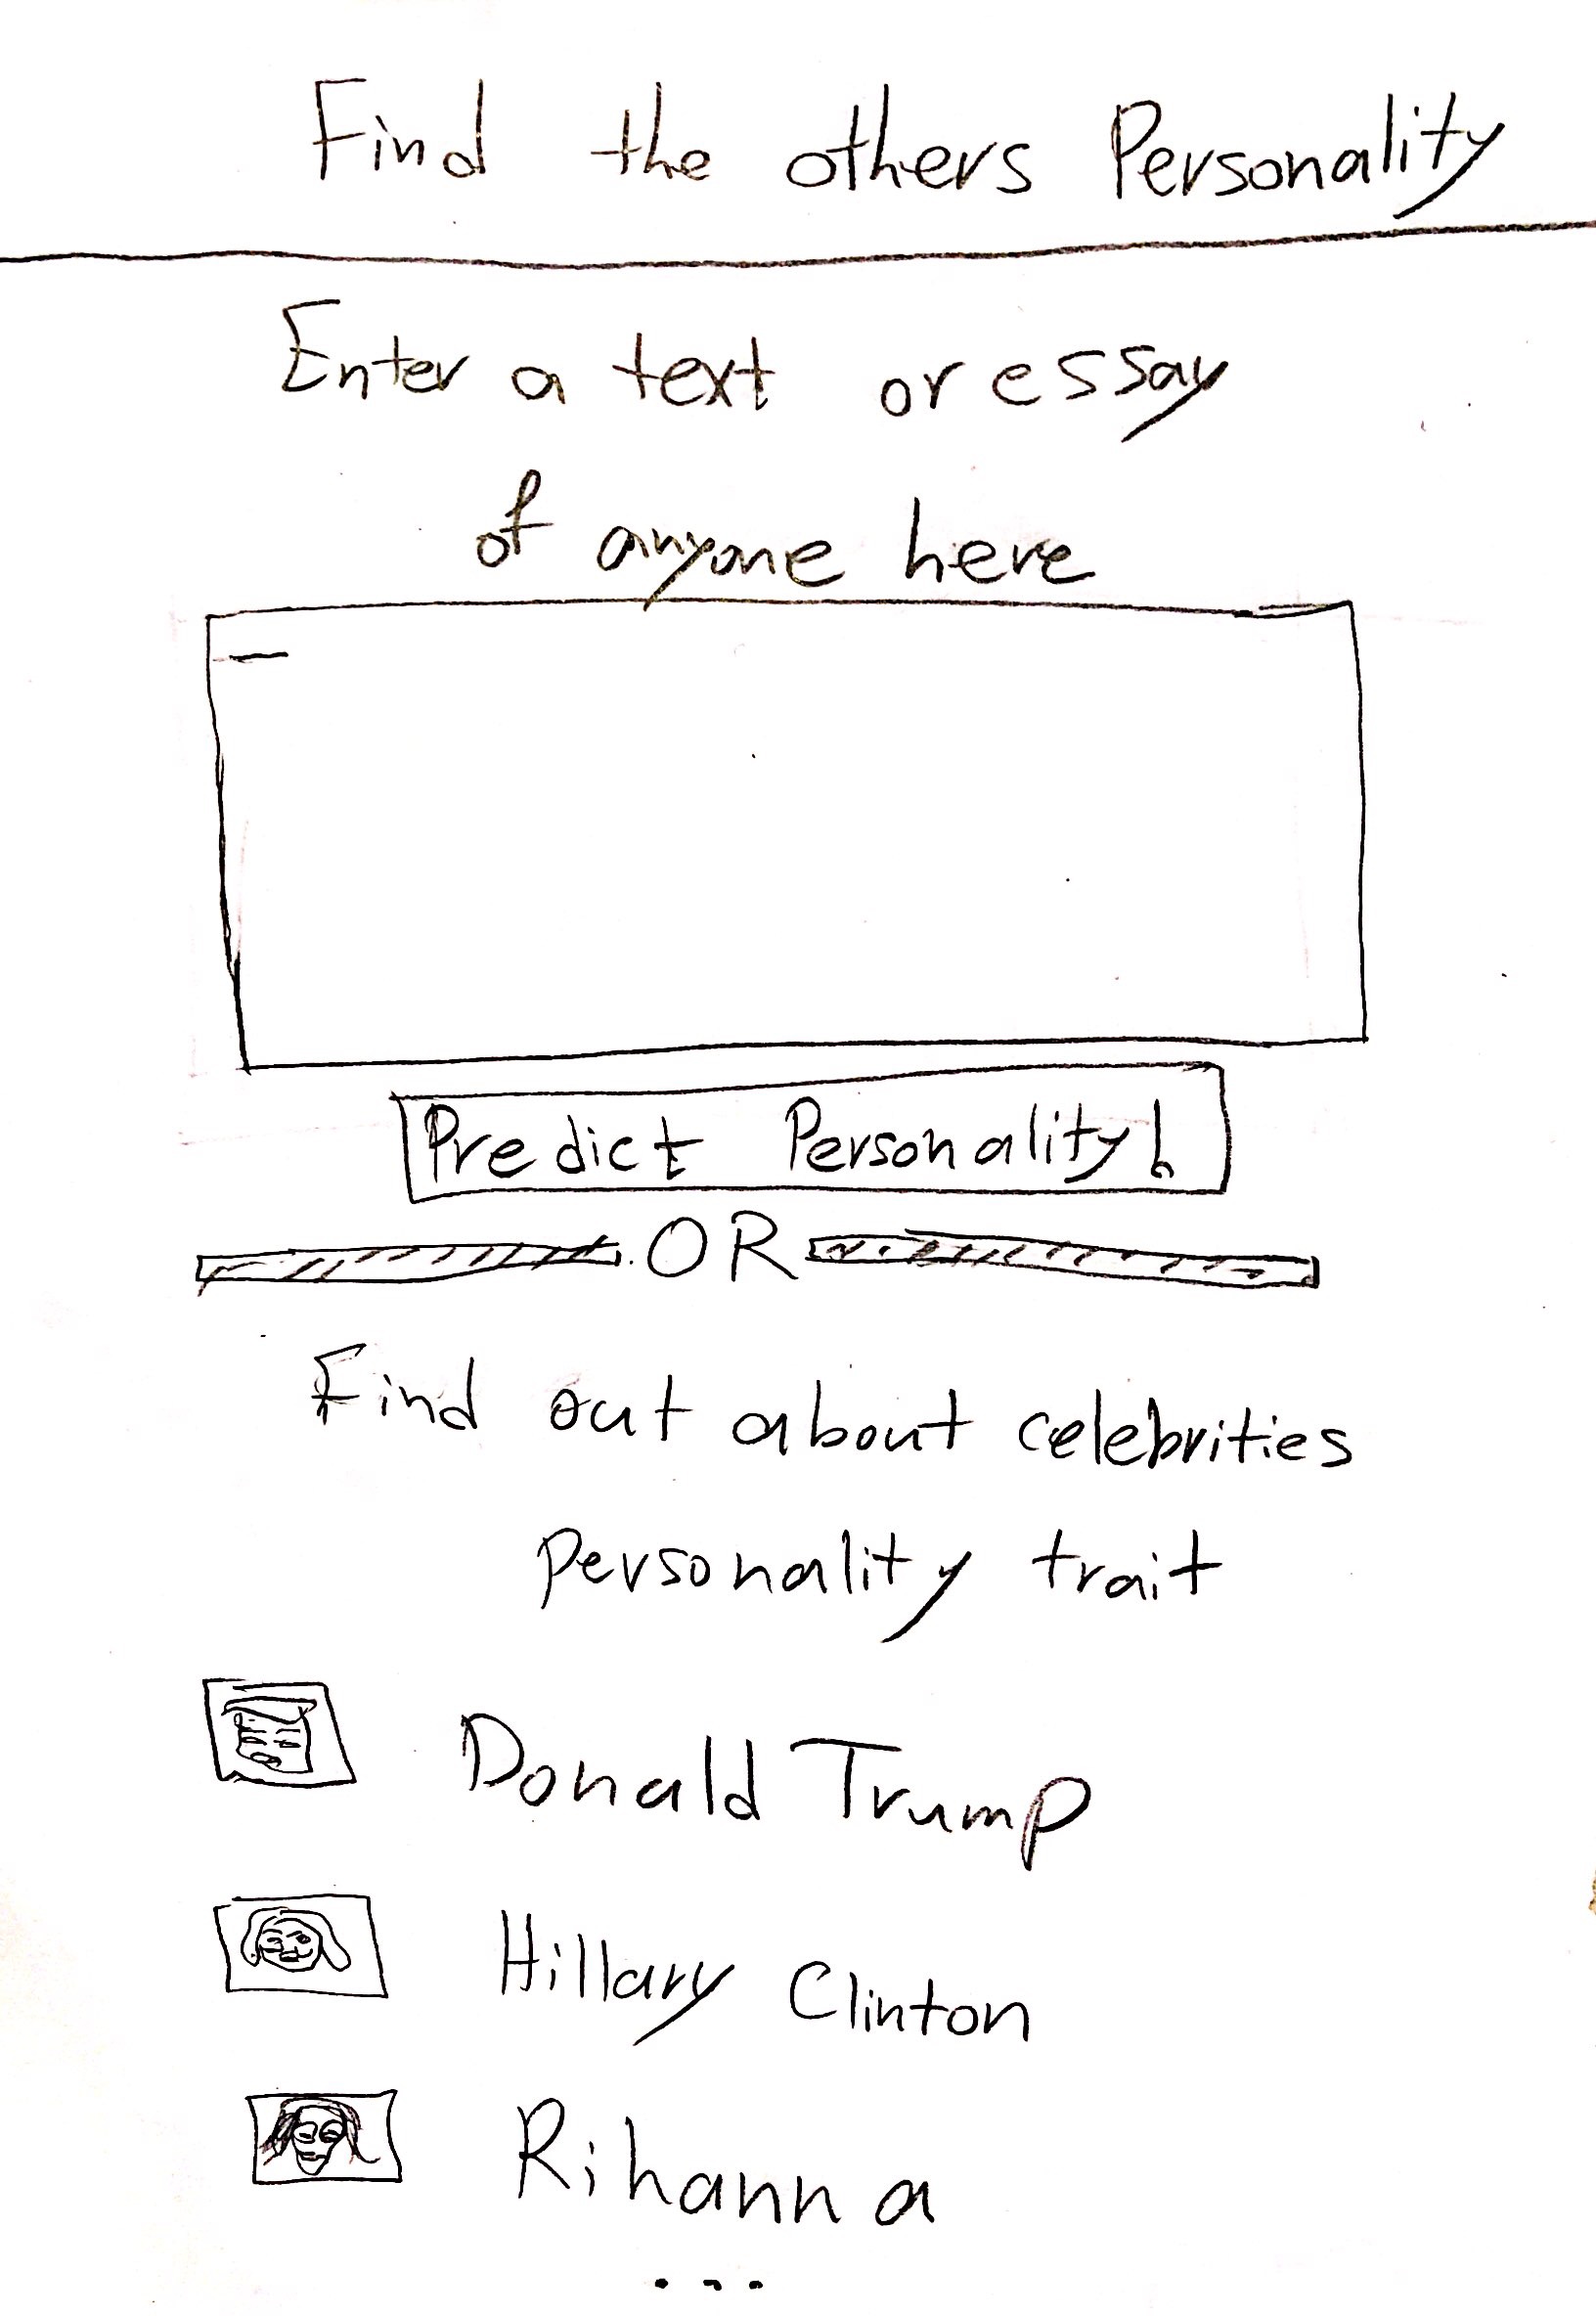 Find the others Personality
Enter a text or essay
of anyone here
Predict Personality!
OR
Find out about celebrities
Personality trait
Donald Trump
Hillary Clinton
Rihanna
...